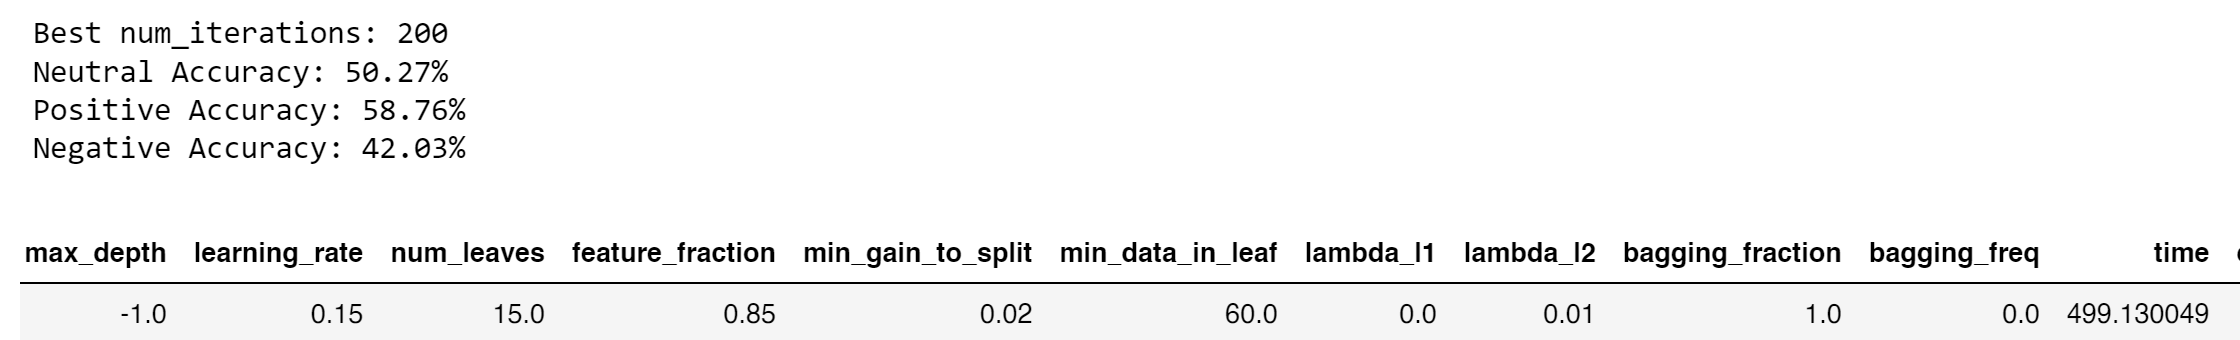 Best num_iterations: 200
Neutral Accuracy: 50.27%
Positive Accuracy: 58.76%
Negative Accuracy: 42.03%
max_depth learning_rate num_leaves feature_fraction min_gain_to_split min_data_in_leaf lambda_l1 lambda_l2 bagging_fraction bagging_freq time
-1.0 0.15 15.0 0.85 0.02 60.0 0.0 0.01 1.0 0.0 499.130049